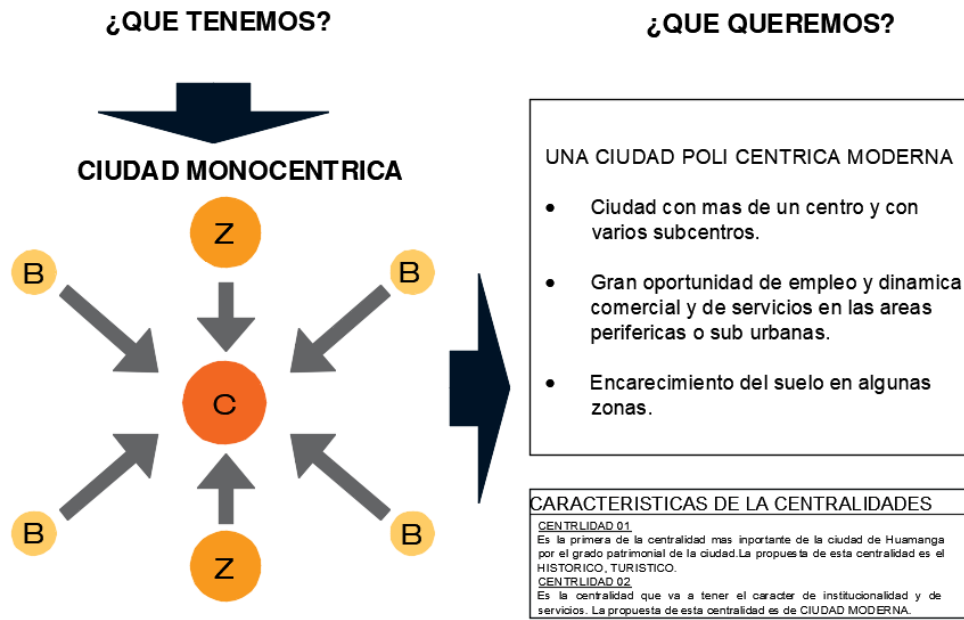 ¿QUE TENEMOS?
¿QUE QUEREMOS?
CIUDAD MONOCENTRICA
Z
B
B
C
B
B
Z
UNA CIUDAD POLI CENTRICA MODERNA
• Ciudad con mas de un centro y con
varios subcentros.
• Gran oportunidad de empleo y dinamica
comercial y de servicios en las areas
perifericas o sub urbanas.
• Encarecimiento del suelo en algunas
zonas.
CARACTERISTICAS DE LA CENTRALIDADES
CENTRLIDAD 01
Es la primera de la centralidad mas inportante de la ciudad de Huamanga
por el grado patrimonial de la ciudad.La propuesta de esta centralidad es el
HISTORICO, TURISTICO.
CENTRLIDAD 02
Es la centralidad que va a tener el caracter de institucionalidad y de
servicios. La propuesta de esta centralidad es de CIUDAD MODERNA.